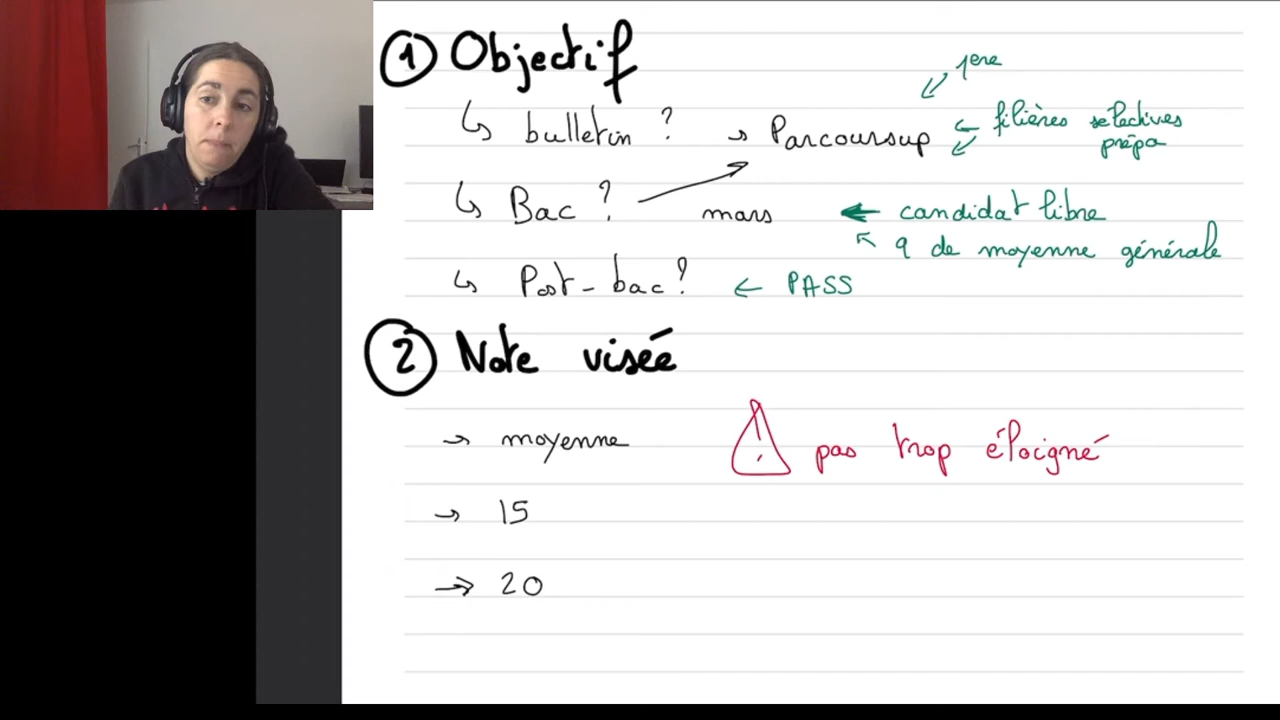 1 Objectif
↳ bulletin ? → Parcoursup
1ere
filières sélectives
prépa
↳ Bac ? mars ← candidat libre
9 de moyenne générale
↳ Post-bac ? ← PASS
2 Note visée
→ moyenne ! pas trop éloigné
→ 15
→ 20